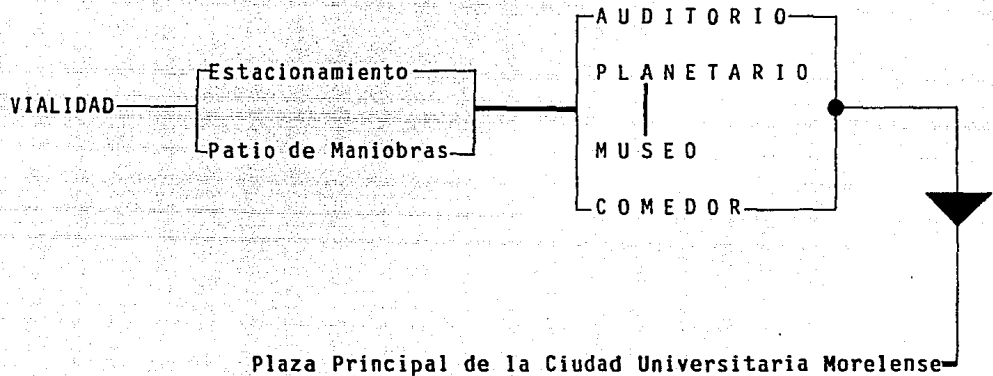 AUDITORIO
Estacionamiento
PLANETARIO
VIALIDAD
Patio de Maniobras
MUSEO
COMEDOR
Plaza Principal de la Ciudad Universitaria Morelense